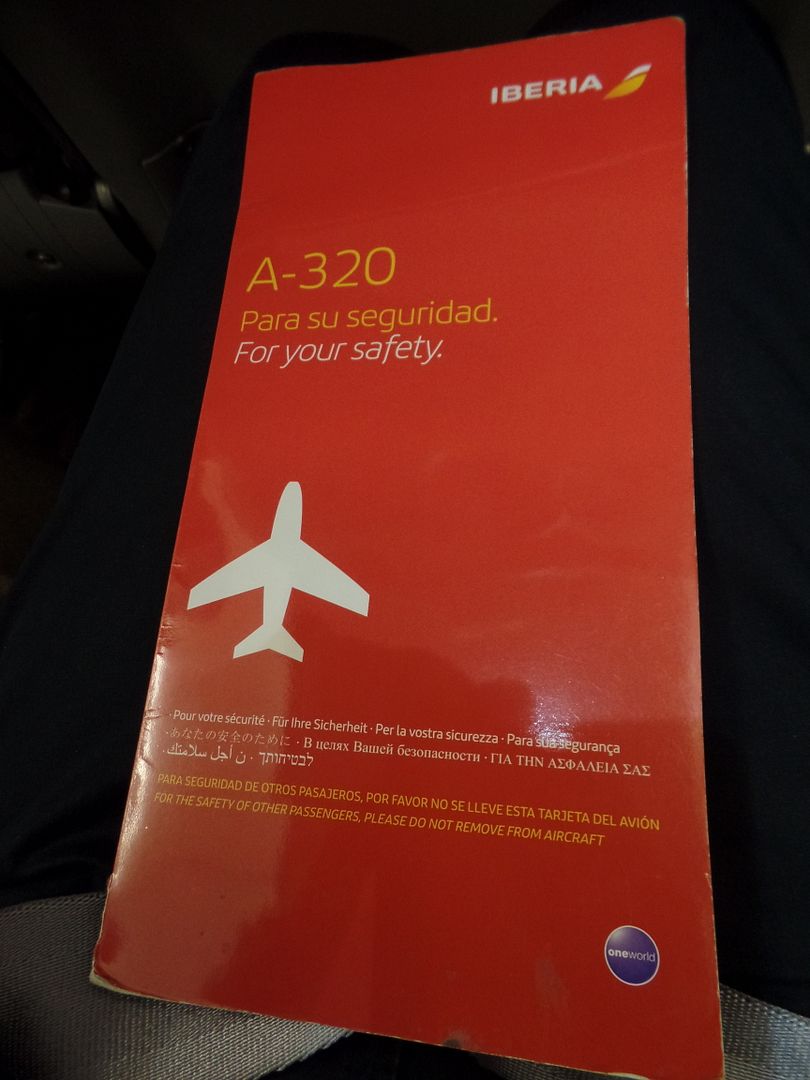 IBERIA
A-320
Para su seguridad.
For your safety.
· Pour votre sécurité · Für Ihre Sicherheit · Per la vostra sicurezza · Para sua segurança
· あなたの安全のために · В целях Вашей безопасности · ΓΙΑ ΤΗΝ ΑΣΦΑΛΕΙΑ ΣΑΣ
לבטיחותך · ن أجل سلامتك ·
PARA SEGURIDAD DE OTROS PASAJEROS, POR FAVOR NO SE LLEVE ESTA TARJETA DEL AVIÓN
FOR THE SAFETY OF OTHER PASSENGERS, PLEASE DO NOT REMOVE FROM AIRCRAFT
oneworld